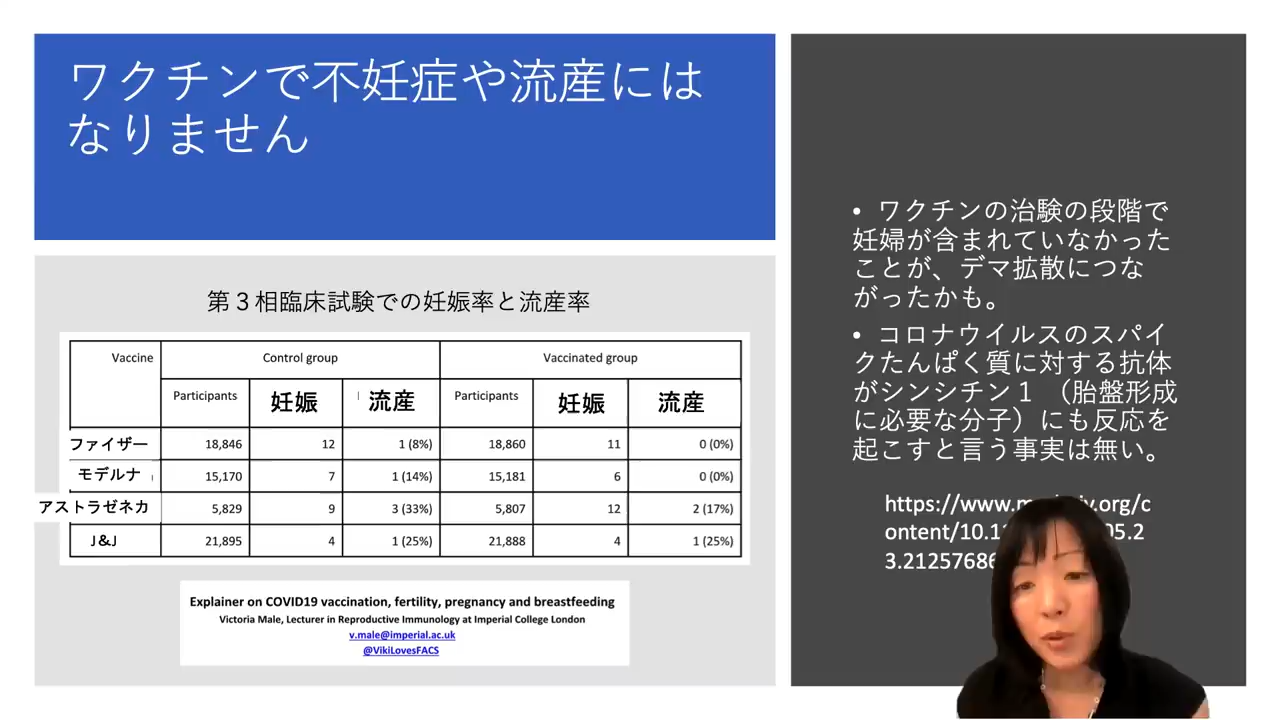 ワクチンで不妊症や流産には
なりません
第３相臨床試験での妊娠率と流産率
Vaccine Control group Vaccinated group
Participants 妊娠 流産 Participants 妊娠 流産
ファイザー 18,846 12 1 (8%) 18,860 11 0 (0%)
モデルナ 15,170 7 1 (14%) 15,181 6 0 (0%)
アストラゼネカ 5,829 9 3 (33%) 5,807 12 2 (17%)
J&J 21,895 4 1 (25%) 21,888 4 1 (25%)
Explainer on COVID19 vaccination, fertility, pregnancy and breastfeeding
Victoria Male, Lecturer in Reproductive Immunology at Imperial College London
v.male@imperial.ac.uk
@VikiLovesFACS
• ワクチンの治験の段階で
妊婦が含まれていなかった
ことが、デマ拡散につな
がったかも。
• コロナウイルスのスパイ
クたんぱく質に対する抗体
がシンシチン１ （胎盤形成
に必要な分子）にも反応を
起こすと言う事実は無い。
https://www.m
.org/c
ontent/10.1
05.2
3.2125768